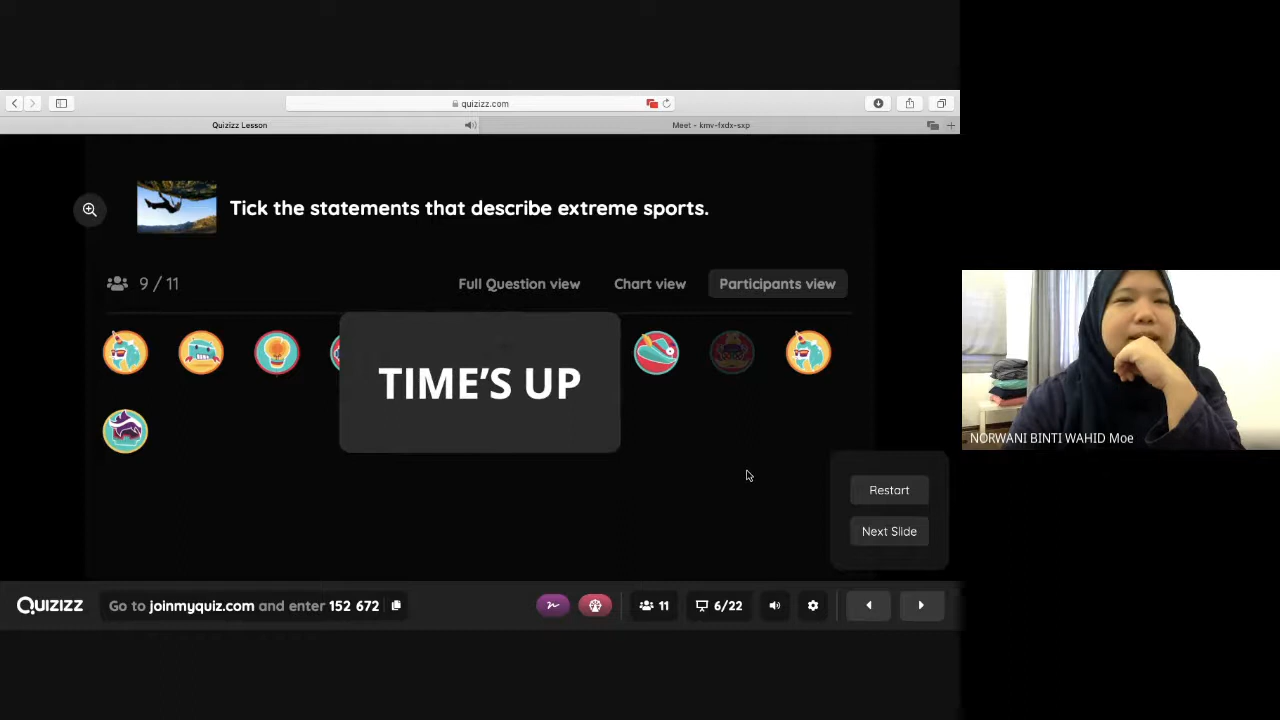 quizizz.com
Quizizz Lesson
Meet - kmv-fxdx-sxp
Tick the statements that describe extreme sports.
9 / 11
Full Question view
Chart view
Participants view
TIME'S UP
NORWANI BINTI WAHID Moe
Restart
Next Slide
QUIZIZZ
Go to joinmyquiz.com and enter 152 672
11
6/22